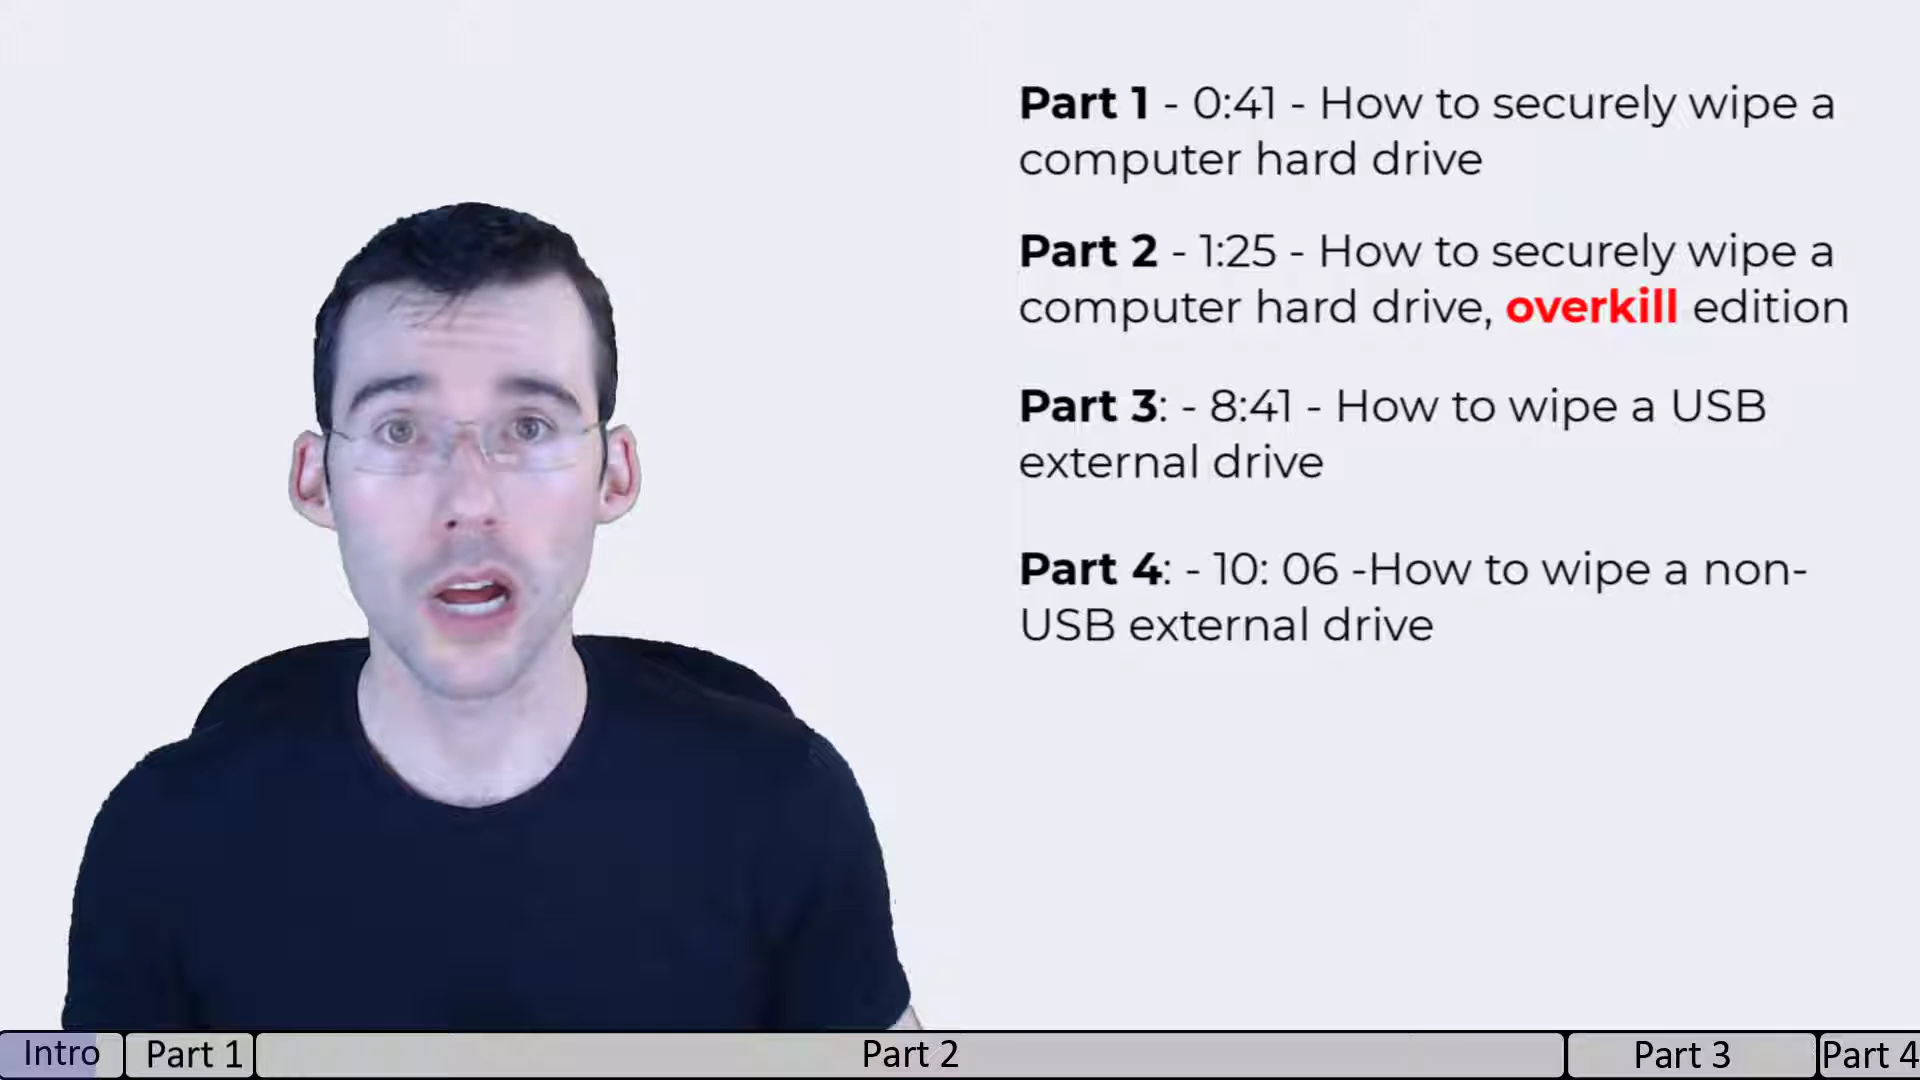 Part 1 - 0:41 - How to securely wipe a
computer hard drive
Part 2 - 1:25 - How to securely wipe a
computer hard drive, overkill edition
Part 3: - 8:41 - How to wipe a USB
external drive
Part 4: - 10: 06 -How to wipe a non-
USB external drive
Intro
Part 1
Part 2
Part 3
Part 4